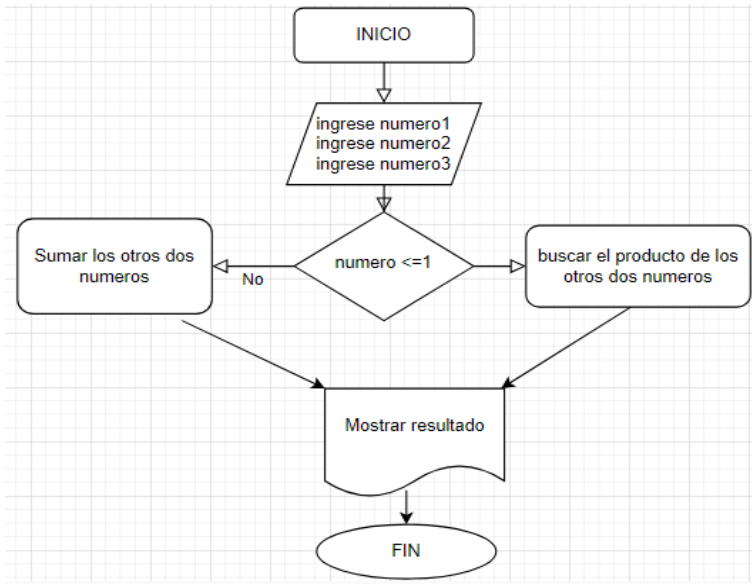 INICIO
ingrese numero1
ingrese numero2
ingrese numero3
numero <=1
No
Sumar los otros dos
numeros
buscar el producto de los
otros dos numeros
Mostrar resultado
FIN